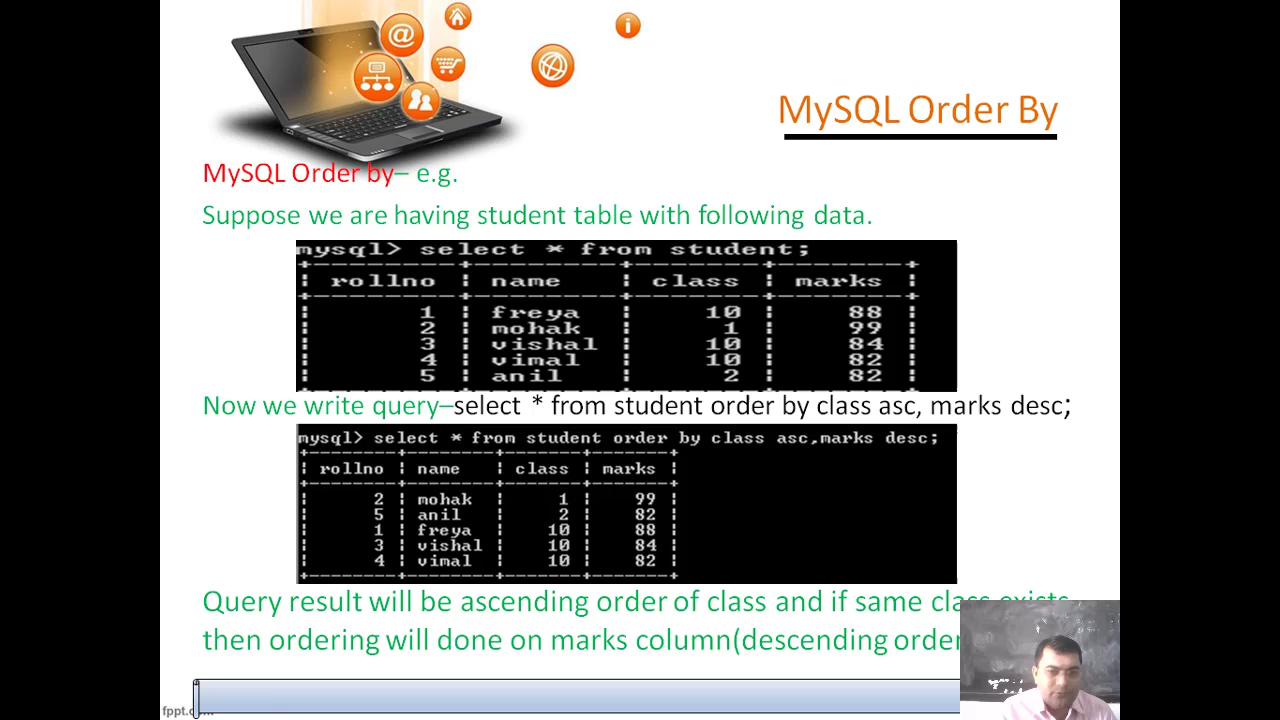 MySQL Order By
MySQL Order by– e.g.
Suppose we are having student table with following data.
mysql> select * from student;
rollno | name | class | marks
1 | freya | 10 | 88
2 | mohak | 1 | 99
3 | vishal | 10 | 84
4 | vimal | 10 | 82
5 | anil | 2 | 82
Now we write query–select * from student order by class asc, marks desc;
mysql> select * from student order by class asc,marks desc;
rollno | name | class | marks
2 | mohak | 1 | 99
5 | anil | 2 | 82
1 | freya | 10 | 88
3 | vishal | 10 | 84
4 | vimal | 10 | 82
Query result will be ascending order of class and if same class exists
then ordering will done on marks column(descending order